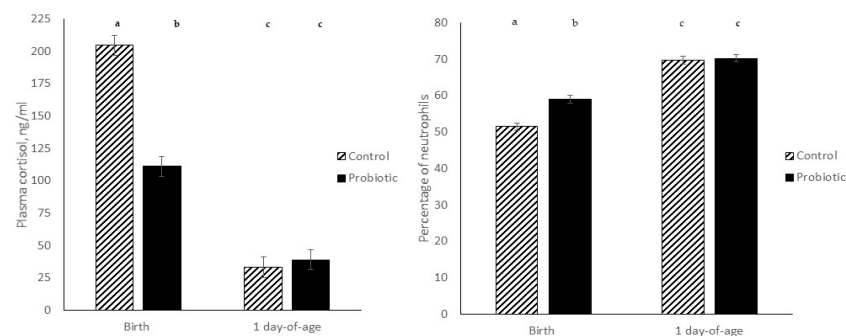 225
200
175
150
125
100
75
50
25
0
Plasma cortisol, ng/ml
a b c c
Birth 1 day-of-age
Control
Probiotic
80
70
60
50
40
30
20
10
0
Percentage of neutrophils
a b c c
Birth 1 day-of-age
Control
Probiotic